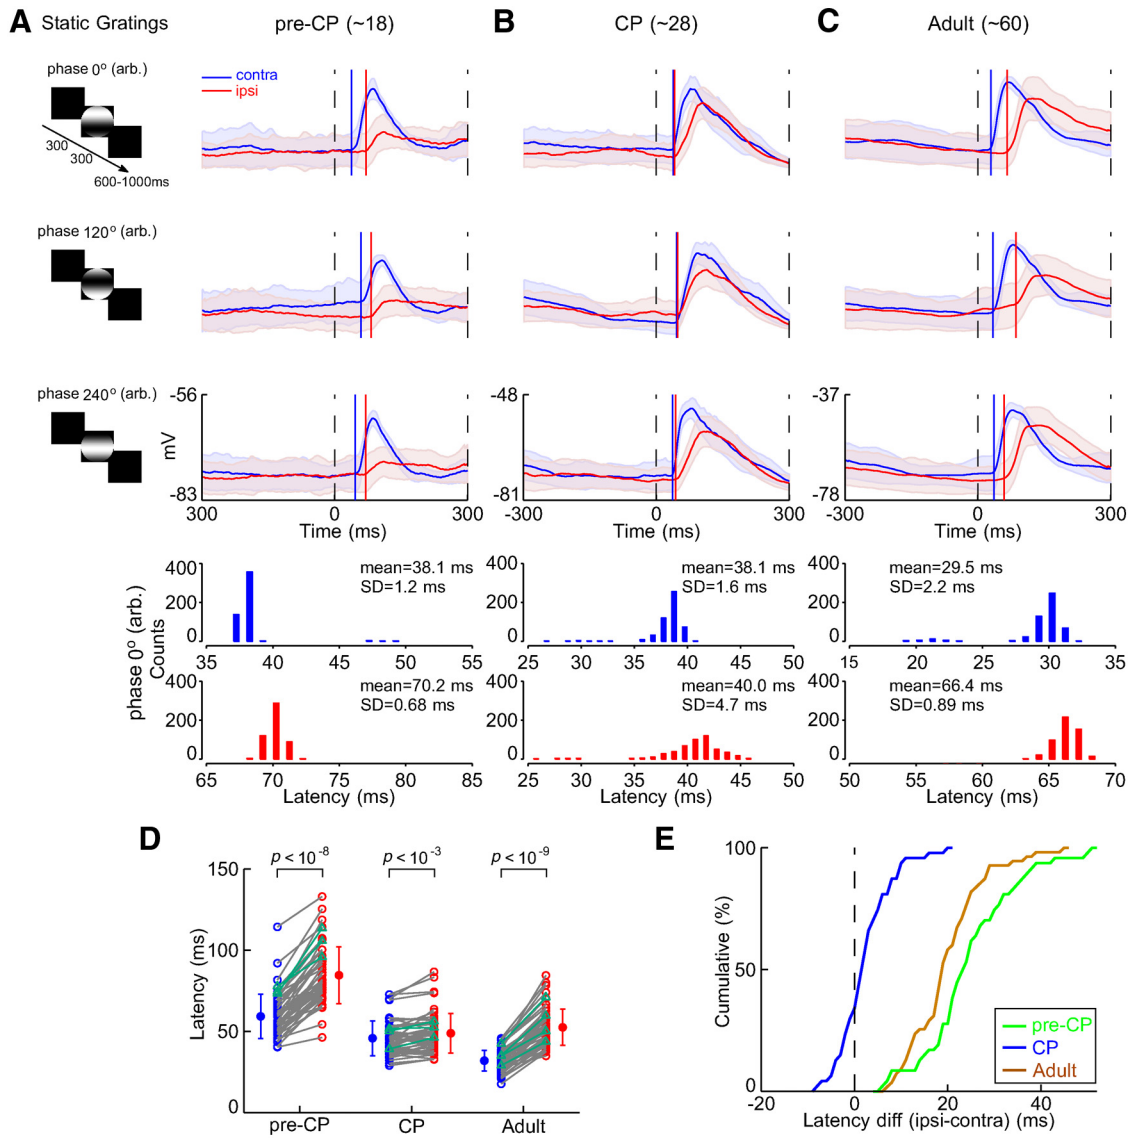 A Static Gratings pre-CP (~18) B CP (~28) C Adult (~60)
phase 0º (arb.)
contra
ipsi
300
300
600-1000ms
phase 120º (arb.)
phase 240º (arb.)
mV
-56
-83
300 0 300
Time (ms)
-48
-81
-300 0 300
Time (ms)
-37
-78
-300 0 300
Time (ms)
phase 0º (arb.)
Counts
400
200
0
mean=38.1 ms
SD=1.2 ms
35 40 45 50 55
400
200
0
mean=38.1 ms
SD=1.6 ms
25 30 35 40 45 50
400
200
0
mean=29.5 ms
SD=2.2 ms
15 20 25 30 35
400
200
0
mean=70.2 ms
SD=0.68 ms
65 70 75 80 85
Latency (ms)
400
200
0
mean=40.0 ms
SD=4.7 ms
25 30 35 40 45 50
Latency (ms)
400
200
0
mean=66.4 ms
SD=0.89 ms
50 55 60 65 70
Latency (ms)
D
p < 10-8 p < 10-3 p < 10-9
Latency (ms)
150
100
50
0
pre-CP CP Adult
E
Cumulative (%)
100
50
0
-20 0 20 40
Latency diff (ipsi-contra) (ms)
pre-CP
CP
Adult